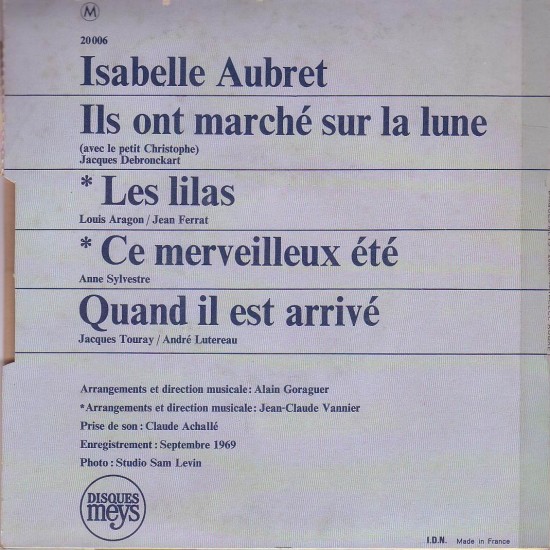 M
20006
Isabelle Aubret
Ils ont marché sur la lune
(avec le petit Christophe)
Jacques Debronckart
* Les lilas
Louis Aragon / Jean Ferrat
* Ce merveilleux été
Anne Sylvestre
Quand il est arrivé
Jacques Touray / André Lutereau
Arrangements et direction musicale : Alain Goraguer
*Arrangements et direction musicale : Jean-Claude Vannier
Prise de son : Claude Achallé
Enregistrement : Septembre 1969
Photo : Studio Sam Levin
DISQUES
meys
I.D.N. Made in France